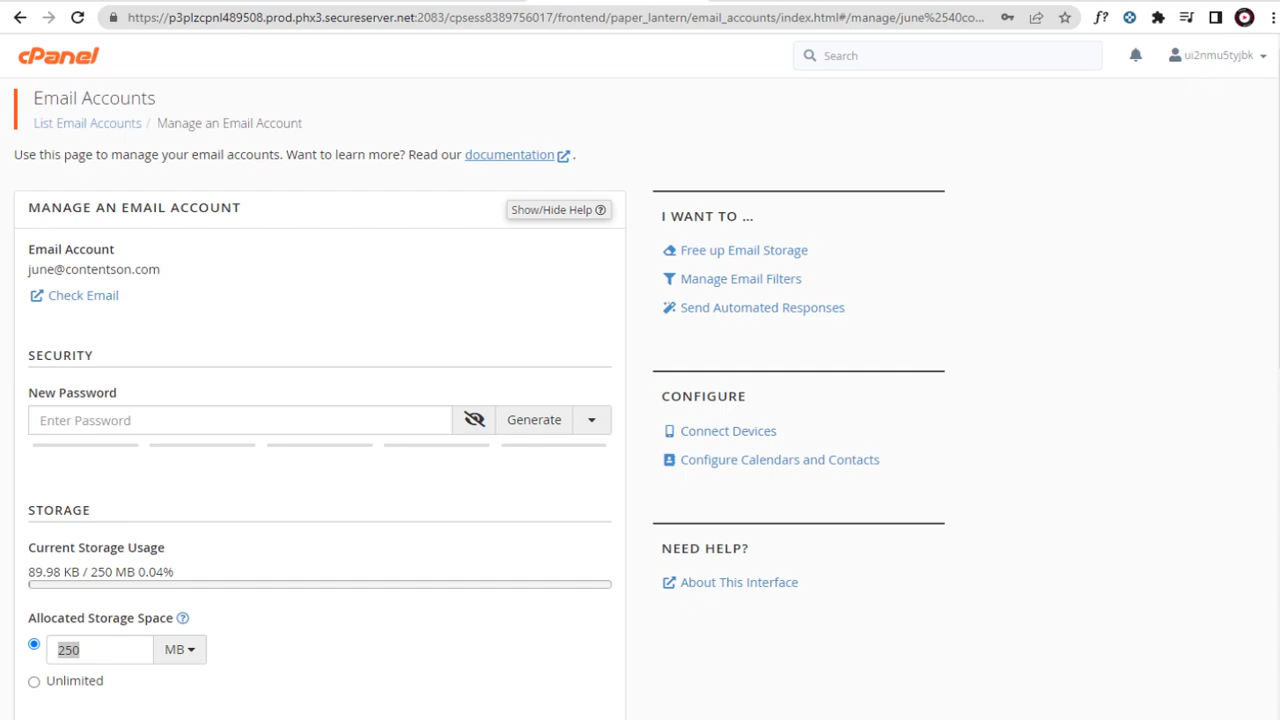 https://p3plzcpnl489508.prod.phx3.secureserver.net:2083/cpsess8389756017/frontend/paper_lantern/email_accounts/index.html#/manage/june%2540co...
f?
cPanel
Search
ui2nmu5tyjbk
Email Accounts
List Email Accounts / Manage an Email Account
Use this page to manage your email accounts. Want to learn more? Read our documentation .
MANAGE AN EMAIL ACCOUNT
Show/Hide Help
Email Account
june@contentson.com
Check Email
SECURITY
New Password
Enter Password
Generate
STORAGE
Current Storage Usage
89.98 KB / 250 MB 0.04%
Allocated Storage Space
250 MB
Unlimited
I WANT TO ...
Free up Email Storage
Manage Email Filters
Send Automated Responses
CONFIGURE
Connect Devices
Configure Calendars and Contacts
NEED HELP?
About This Interface